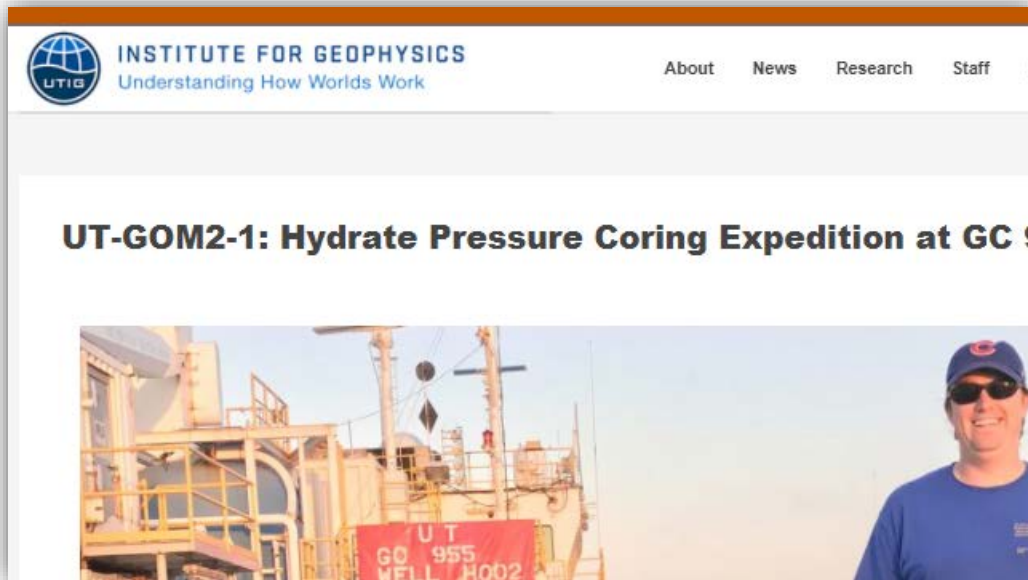 UTIG
INSTITUTE FOR GEOPHYSICS
Understanding How Worlds Work
About News Research Staff
UT-GOM2-1: Hydrate Pressure Coring Expedition at GC
UT
GC 955
WELL H002
C